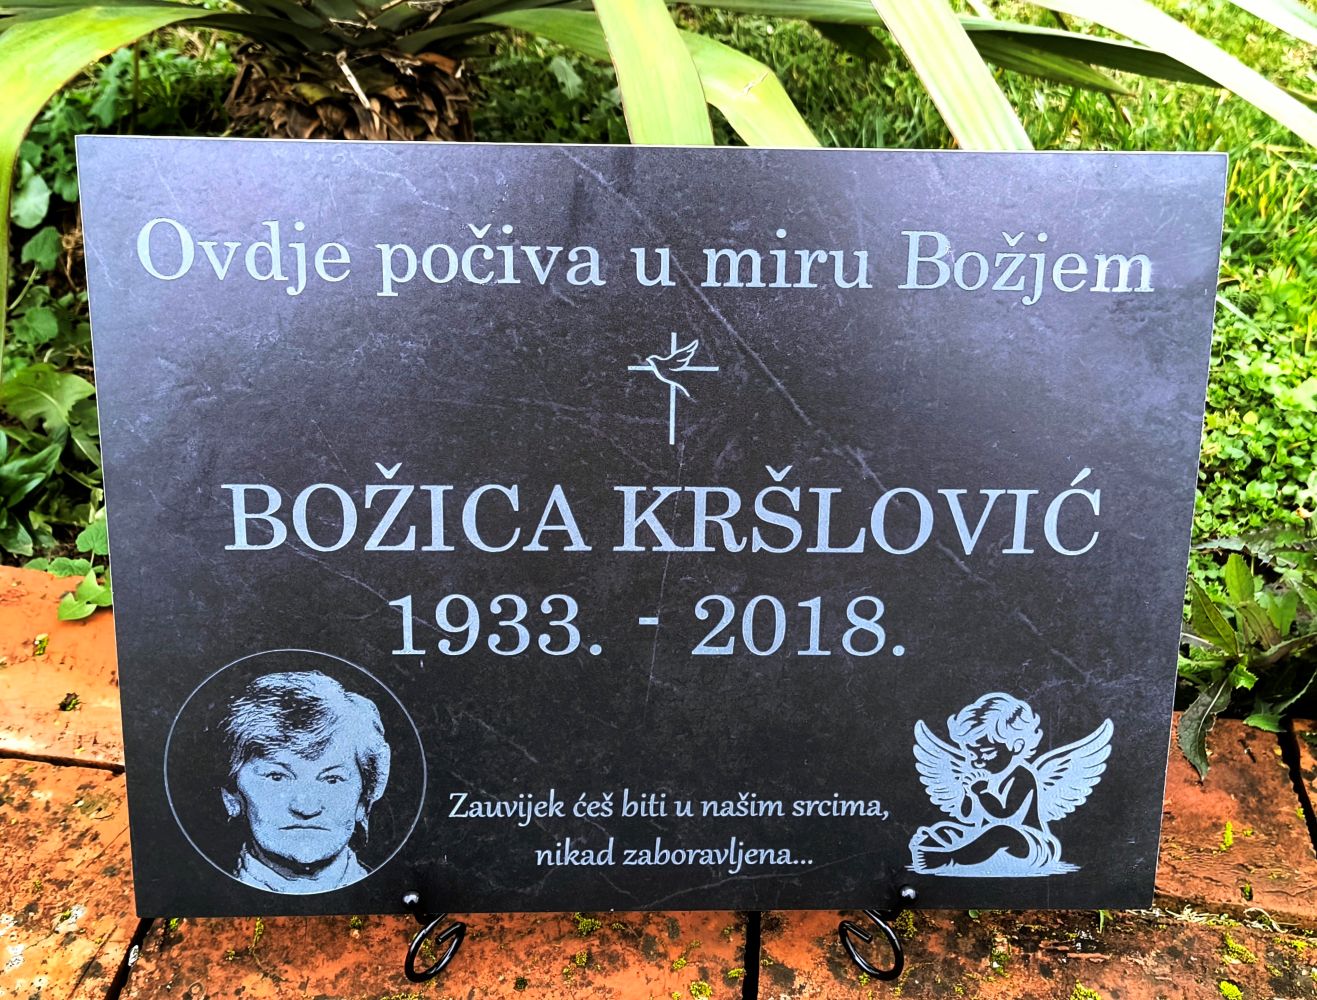 Ovdje počiva u miru Božjem
BOŽICA KRŠLOVIĆ
1933. - 2018.
Zauvijek ćeš biti u našim srcima,
nikad zaboravljena...